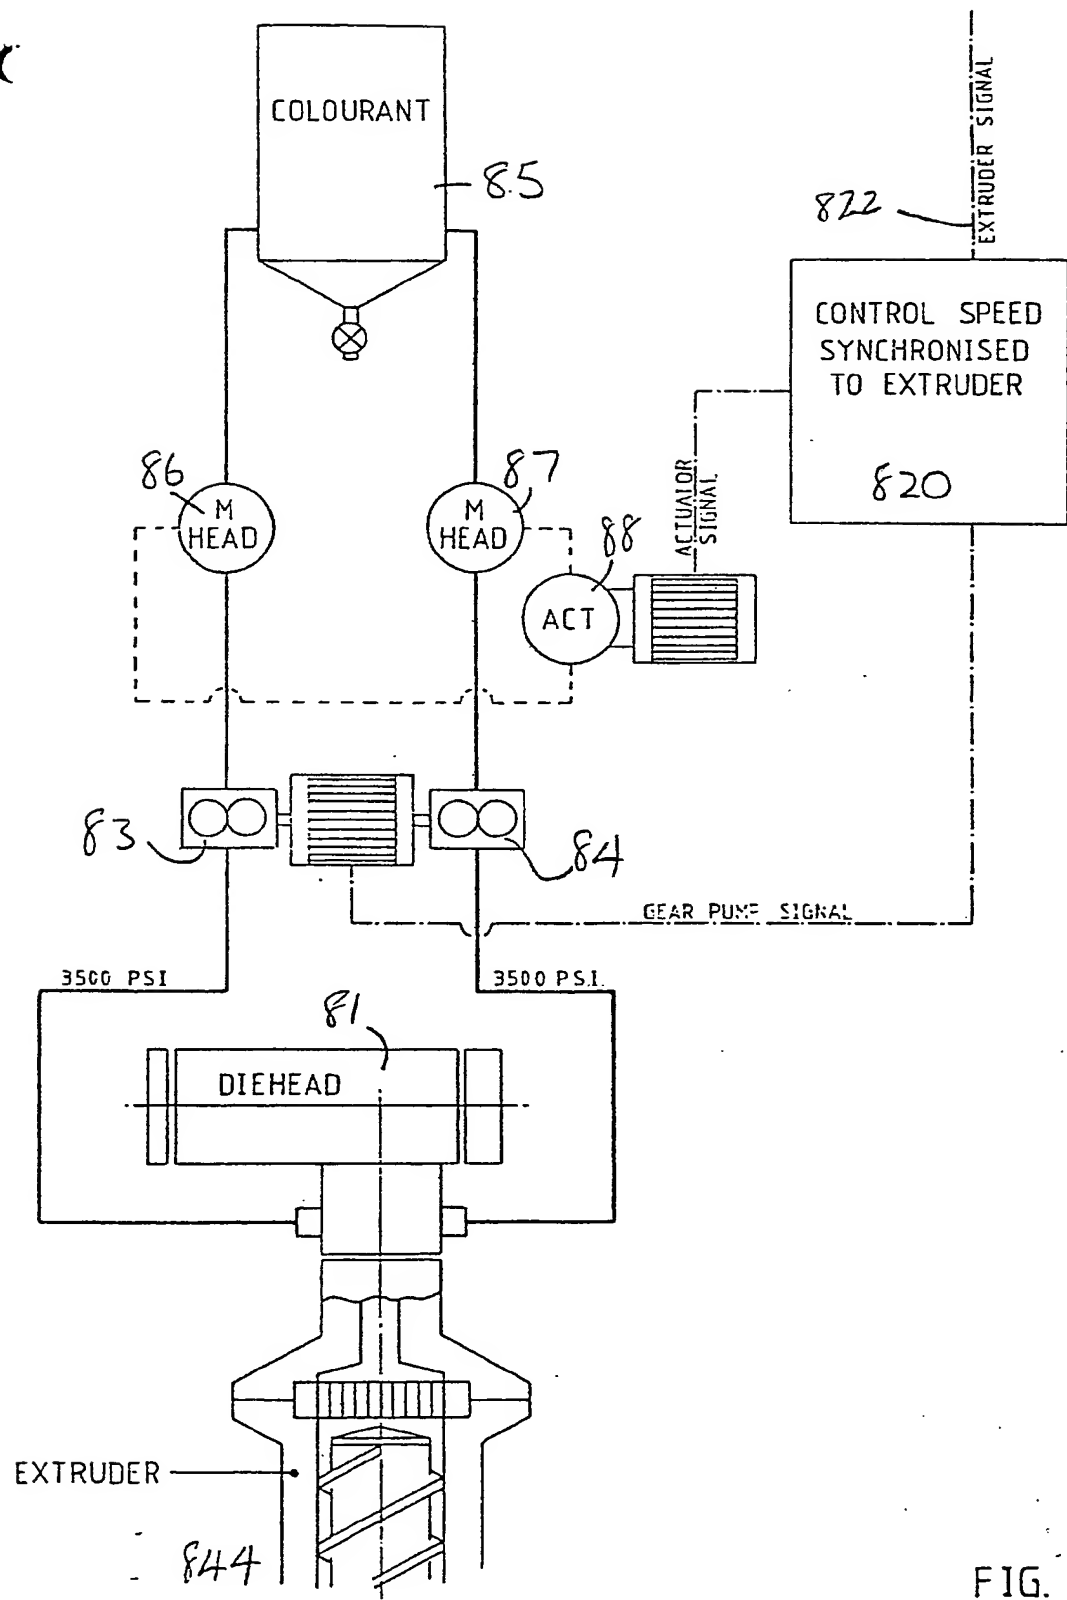 COLOURANT
85
EXTRUDER SIGNAL
822
CONTROL SPEED
SYNCHRONISED
TO EXTRUDER
820
86
87
M
HEAD
M
HEAD
88
ACTUATOR
SIGNAL
ACT
83
84
GEAR PUMP SIGNAL
3500 PSI
3500 P.S.I.
81
DIEHEAD
EXTRUDER
844
FIG.